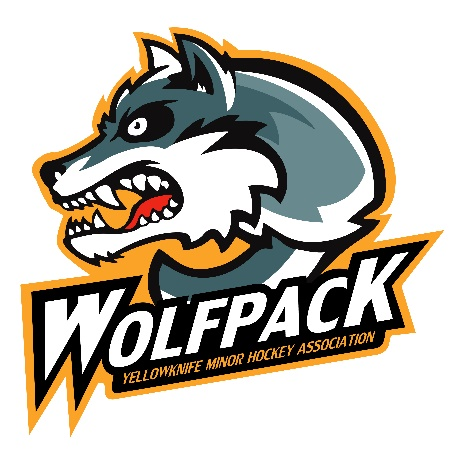 WOLFPACK
YELLOWKNIFE MINOR HOCKEY ASSOCIATION